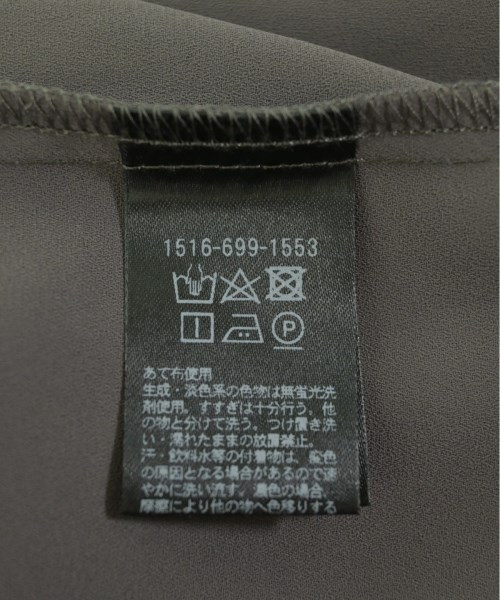 1516-699-1553
P
あて布使用
生成・淡色系の色物は無蛍光洗
剤使用。すすぎは十分行う、他
の物と分けて洗う。つけ置き洗
い・濡れたままの放置禁止。
汗・飲料水等の付着物は、変色
の原因となる場合があるので速
やかに洗い流す。濃色の場合、
摩擦により他の物へ色移りする